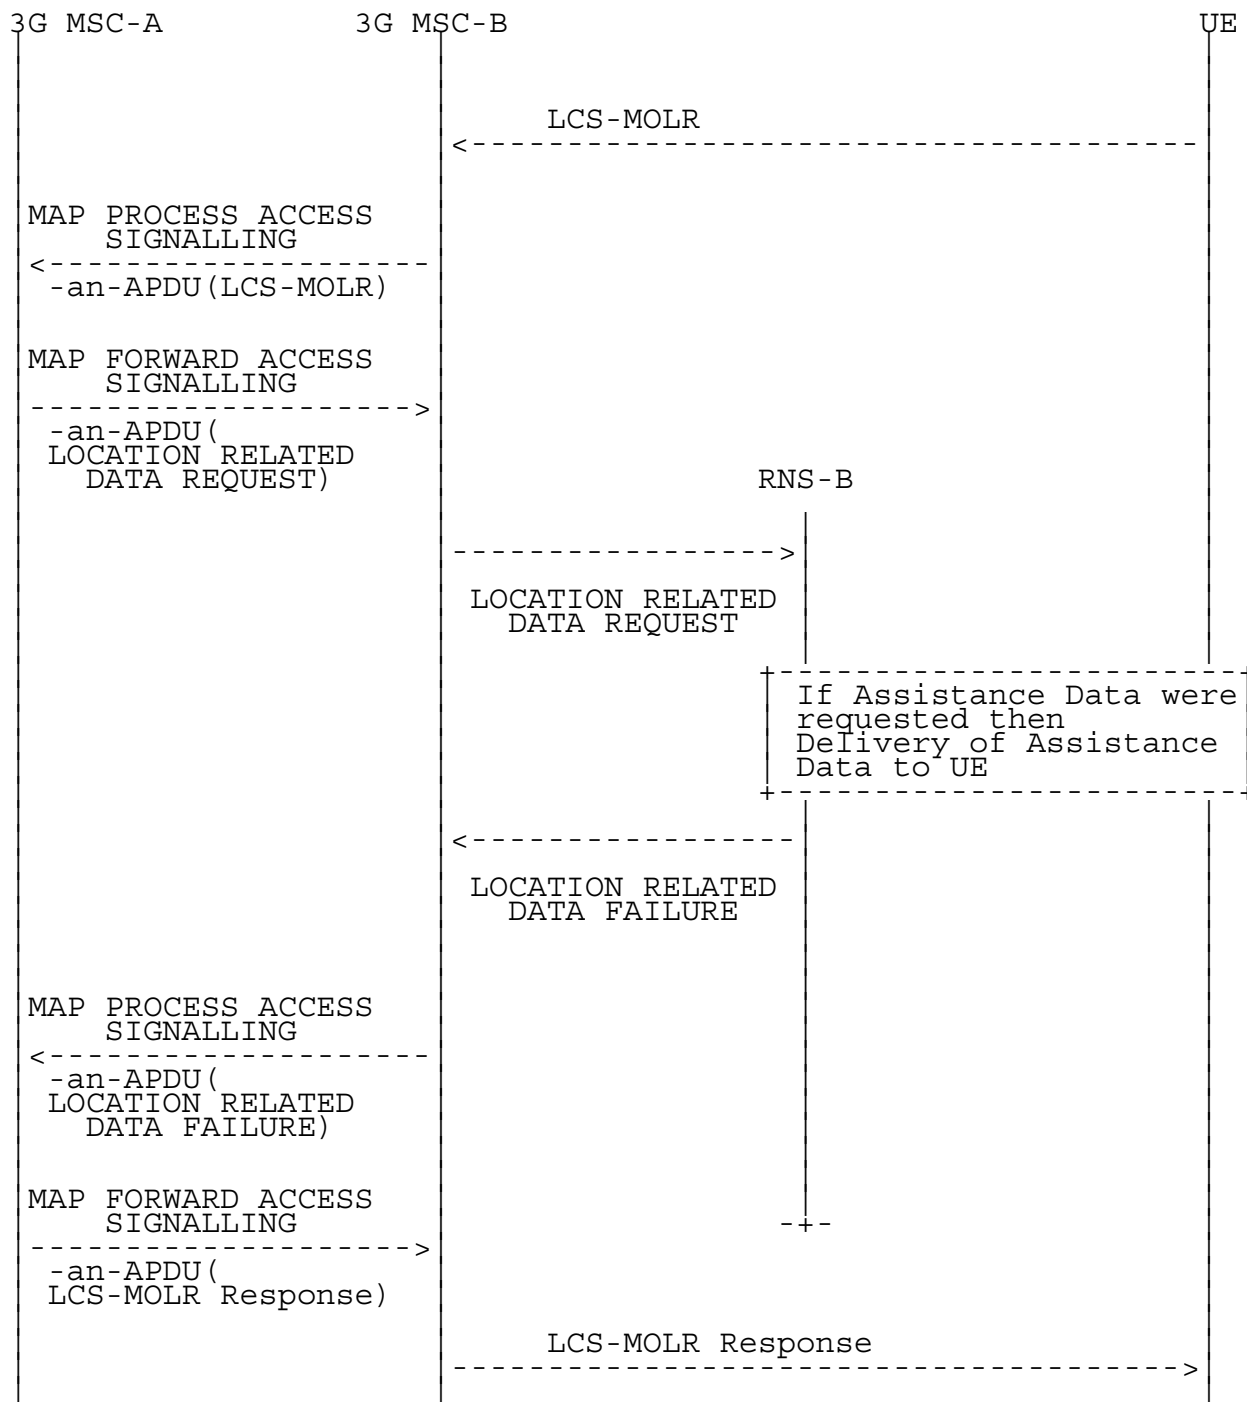 3G MSC-A 3G MSC-B UE
LCS-MOLR
MAP PROCESS ACCESS
SIGNALLING
-an-APDU(LCS-MOLR)
MAP FORWARD ACCESS
SIGNALLING
-an-APDU(
LOCATION RELATED
DATA REQUEST)
RNS-B
LOCATION RELATED
DATA REQUEST
If Assistance Data were
requested then
Delivery of Assistance
Data to UE
LOCATION RELATED
DATA FAILURE
MAP PROCESS ACCESS
SIGNALLING
-an-APDU(
LOCATION RELATED
DATA FAILURE)
MAP FORWARD ACCESS
SIGNALLING
-an-APDU(
LCS-MOLR Response)
LCS-MOLR Response